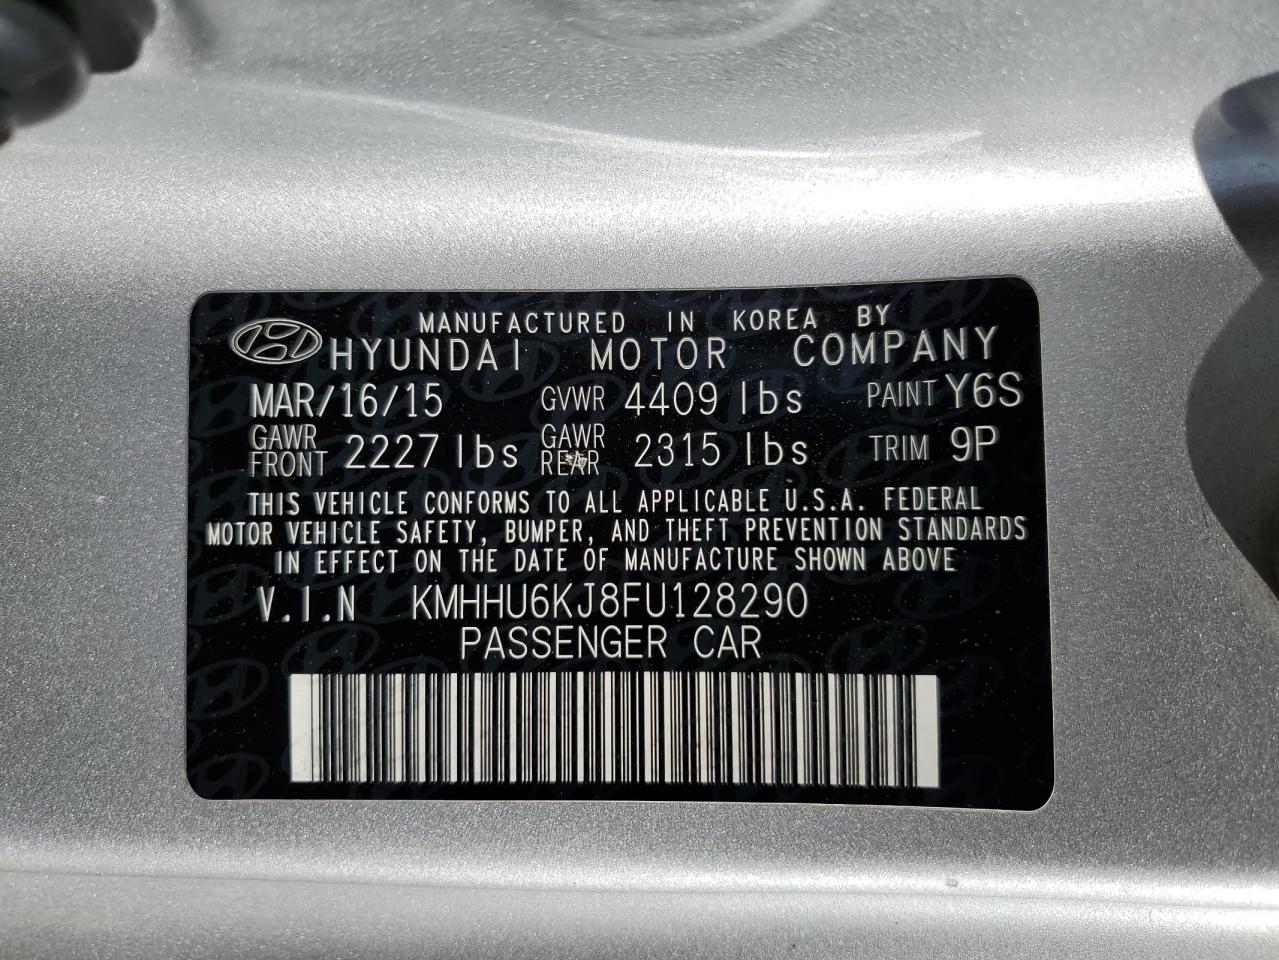 MANUFACTURED IN KOREA BY
HYUNDAI MOTOR COMPANY
MAR/16/15 GVWR 4409 lbs PAINT Y6S
GAWR FRONT 2227 lbs GAWR REAR 2315 lbs TRIM 9P
THIS VEHICLE CONFORMS TO ALL APPLICABLE U.S.A. FEDERAL
MOTOR VEHICLE SAFETY, BUMPER, AND THEFT PREVENTION STANDARDS
IN EFFECT ON THE DATE OF MANUFACTURE SHOWN ABOVE
V.I.N KMHHU6KJ8FU128290
PASSENGER CAR